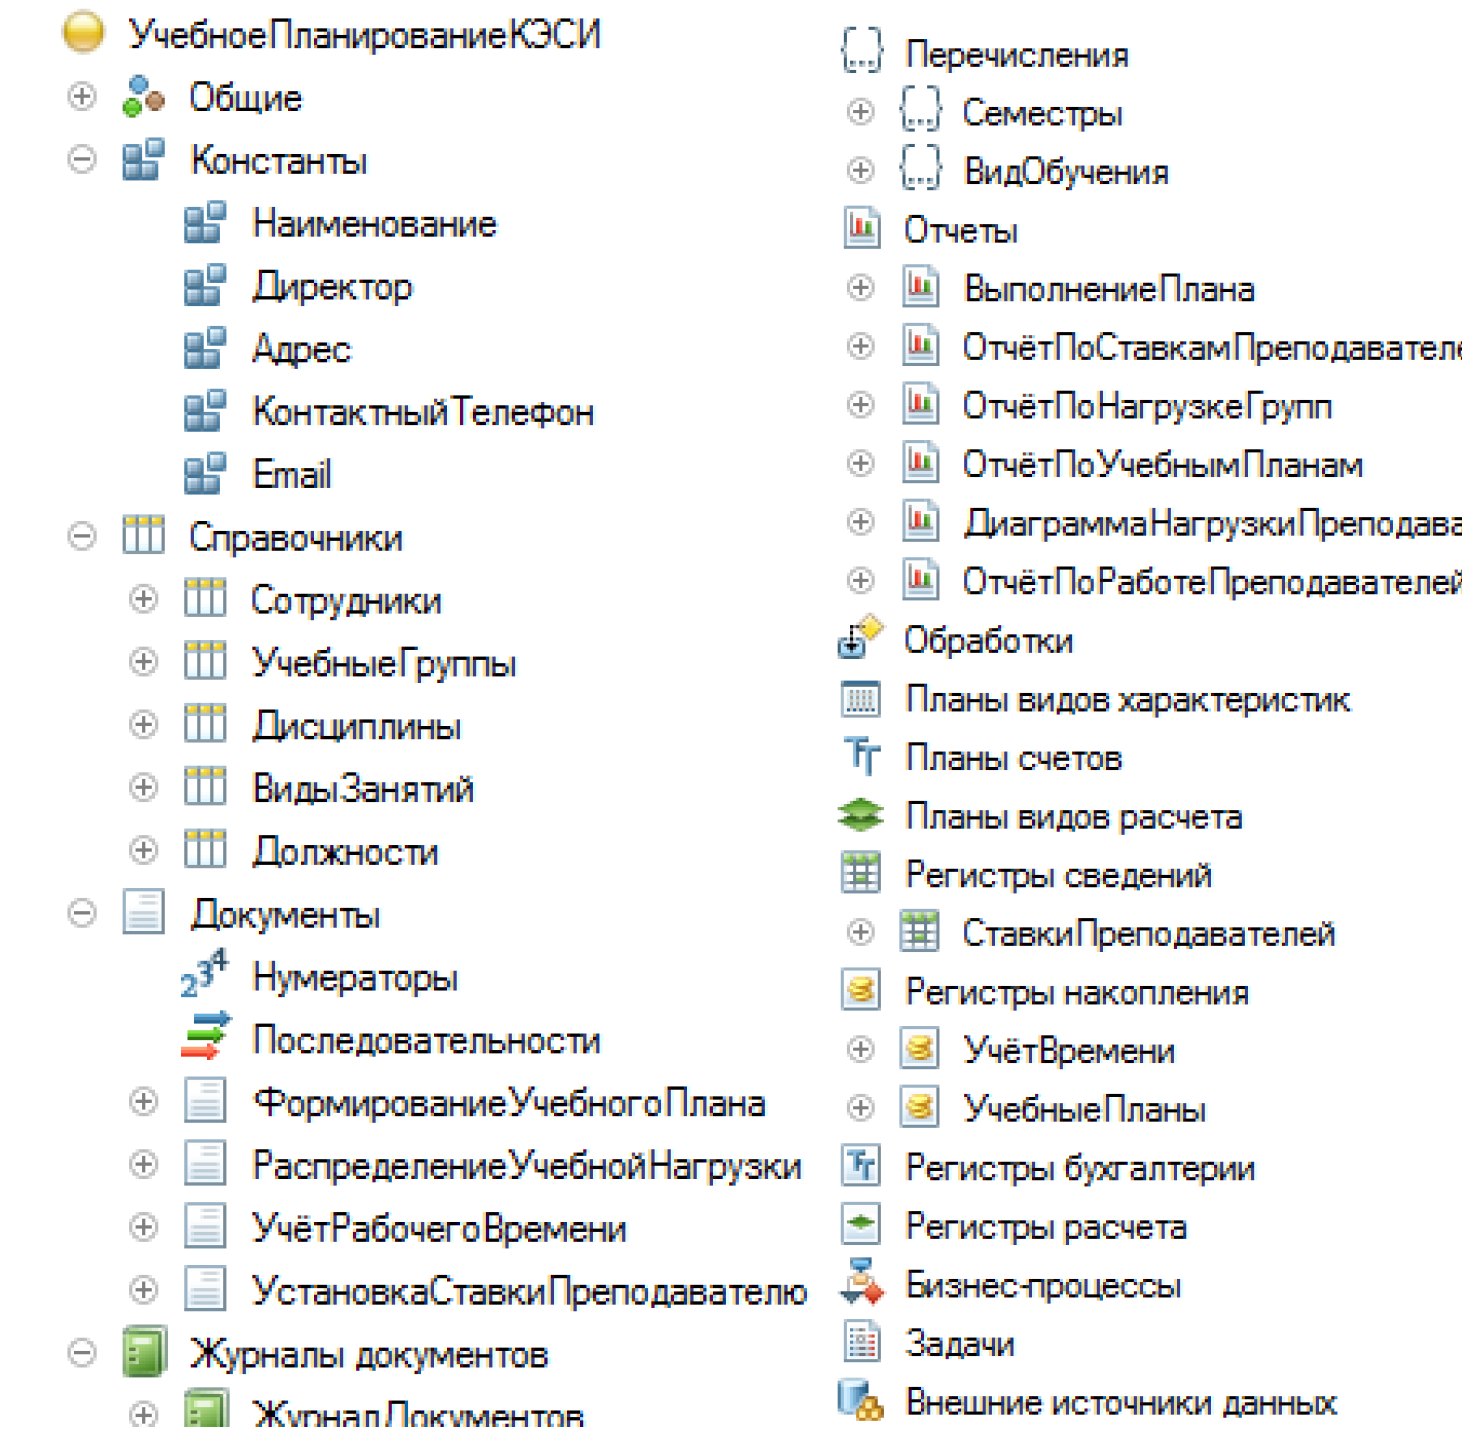 УчебноеПланированиеКЭСИ
Общие
Константы
Наименование
Директор
Адрес
КонтактныйТелефон
Email
Справочники
Сотрудники
УчебныеГруппы
Дисциплины
ВидыЗанятий
Должности
Документы
Нумераторы
Последовательности
ФормированиеУчебногоПлана
РаспределениеУчебнойНагрузки
УчётРабочегоВремени
УстановкаСтавкиПреподавателю
Журналы документов
ЖурналДокументов
Перечисления
Семестры
ВидОбучения
Отчеты
ВыполнениеПлана
ОтчётПоСтавкамПреподавателе
ОтчётПоНагрузкеГрупп
ОтчётПоУчебнымПланам
ДиаграммаНагрузкиПреподава
ОтчётПоРаботеПреподавателей
Обработки
Планы видов характеристик
Планы счетов
Планы видов расчета
Регистры сведений
СтавкиПреподавателей
Регистры накопления
УчётВремени
УчебныеПланы
Регистры бухгалтерии
Регистры расчета
Бизнес-процессы
Задачи
Внешние источники данных